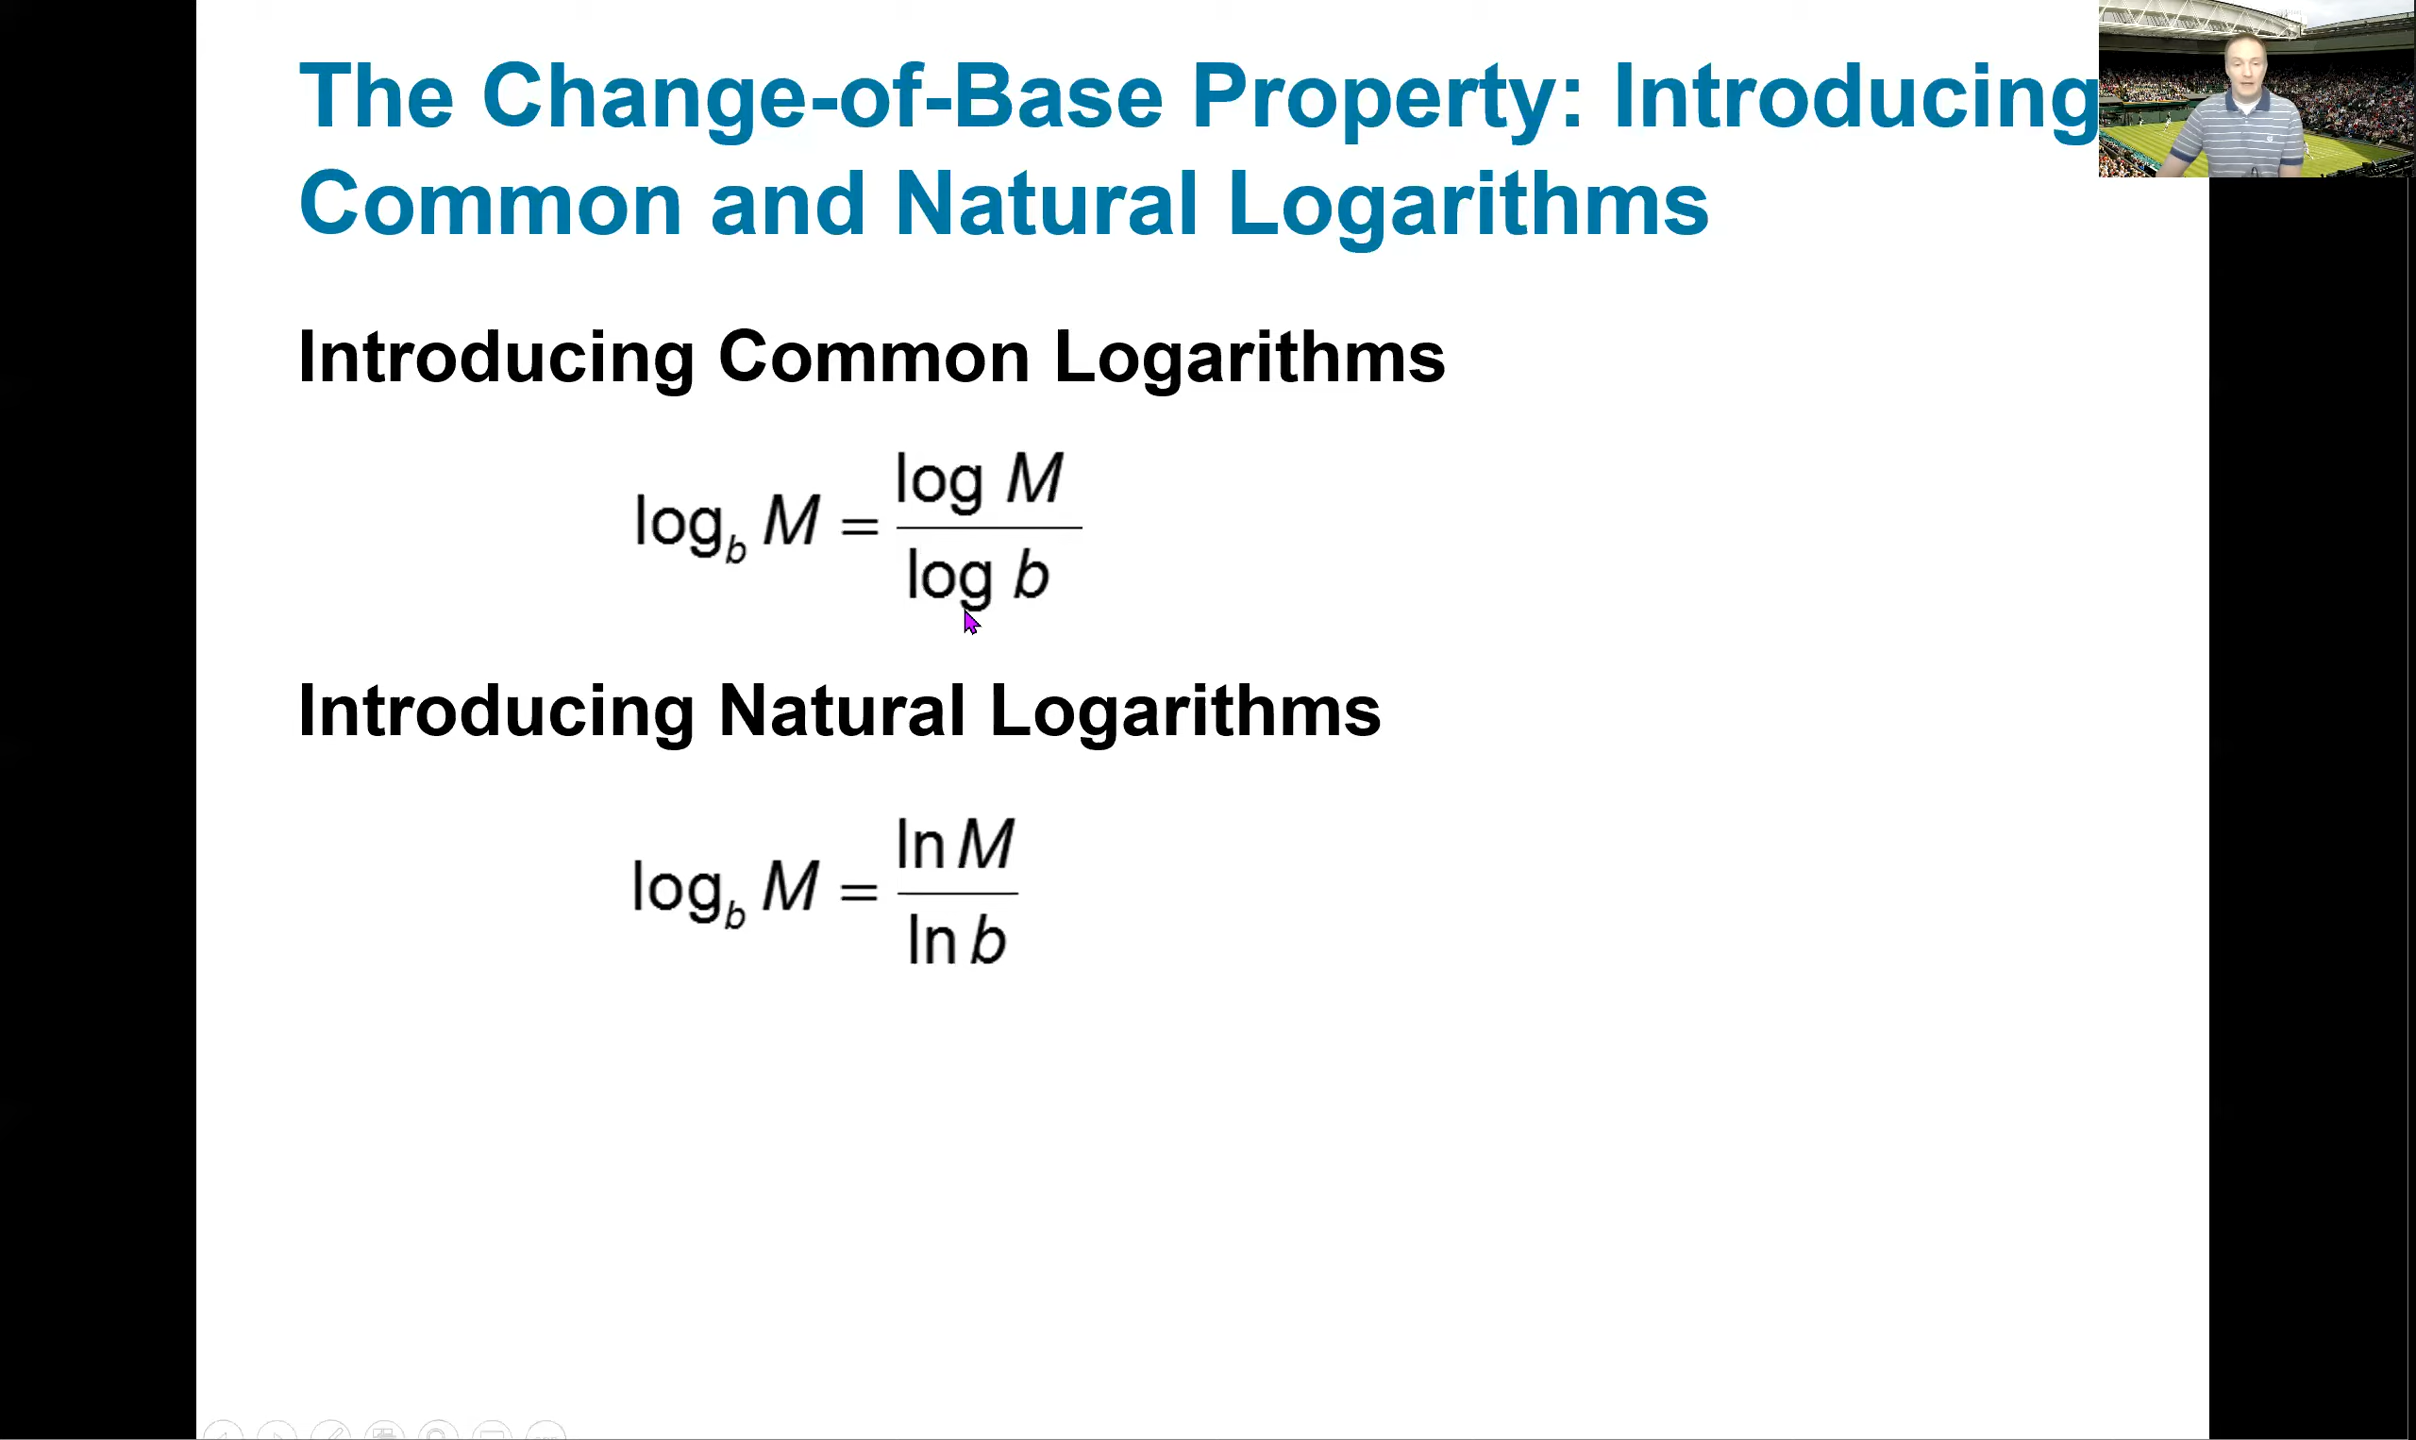 The Change-of-Base Property: Introducing
Common and Natural Logarithms
Introducing Common Logarithms
log_b M = log M / log b
Introducing Natural Logarithms
log_b M = ln M / ln b